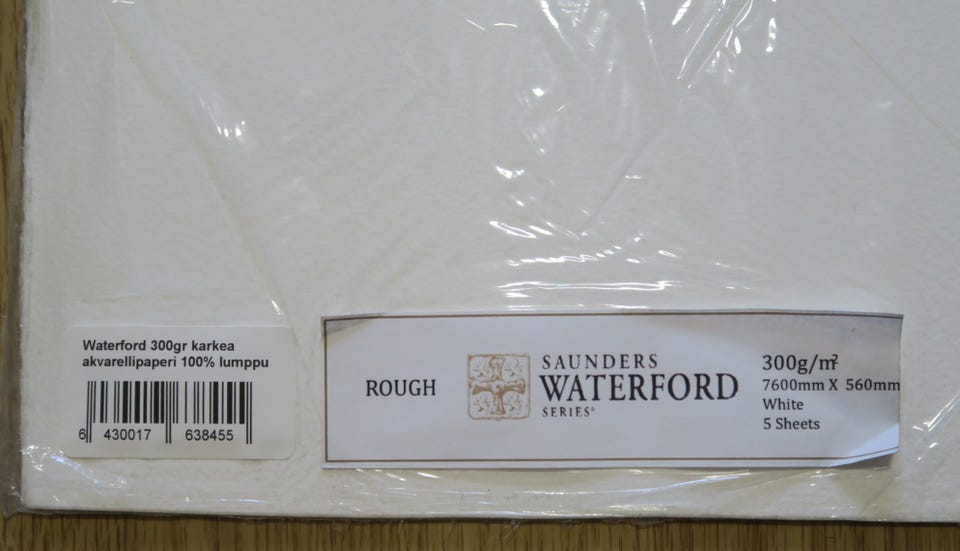 Waterford 300gr karkea
akvarellipaperi 100% lumppu
6 430017 638455
ROUGH
SAUNDERS
WATERFORD
SERIES®
300g/m²
7600mm X 560mm
White
5 Sheets